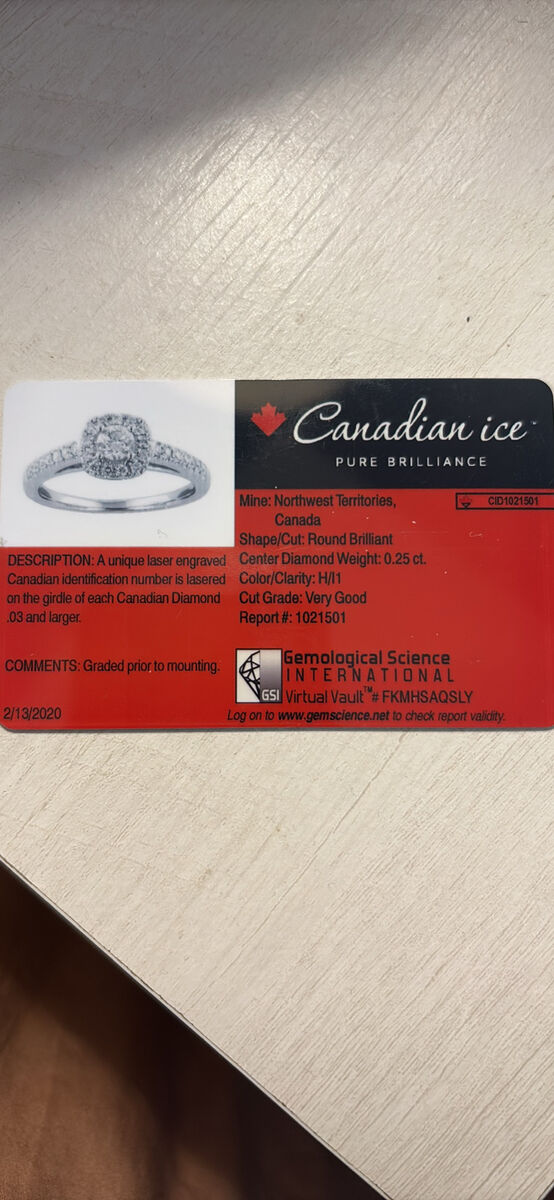 Canadian ice™
PURE BRILLIANCE
Mine: Northwest Territories,
Canada
CID1021501
Shape/Cut: Round Brilliant
Center Diamond Weight: 0.25 ct.
Color/Clarity: H/I1
Cut Grade: Very Good
Report #: 1021501
DESCRIPTION: A unique laser engraved
Canadian identification number is lasered
on the girdle of each Canadian Diamond
.03 and larger.
COMMENTS: Graded prior to mounting.
2/13/2020
GSI
Gemological Science
INTERNATIONAL
Virtual Vault™# FKMHSAQSLY
Log on to www.gemscience.net to check report validity.